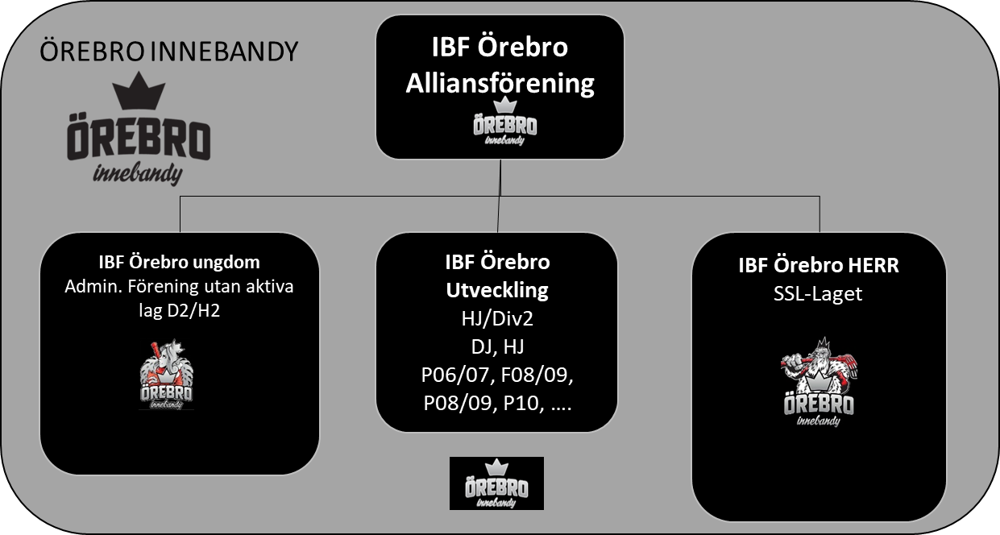 ÖREBRO INNEBANDY
ÖREBRO
innebandy
IBF Örebro
Alliansförening
ÖREBRO
innebandy
IBF Örebro ungdom
Admin. Förening utan aktiva
lag D2/H2
ÖREBRO
innebandy
IBF Örebro
Utveckling
HJ/Div2
DJ, HJ
P06/07, F08/09,
P08/09, P10, ....
IBF Örebro HERR
SSL-Laget
ÖREBRO
innebandy
ÖREBRO
innebandy